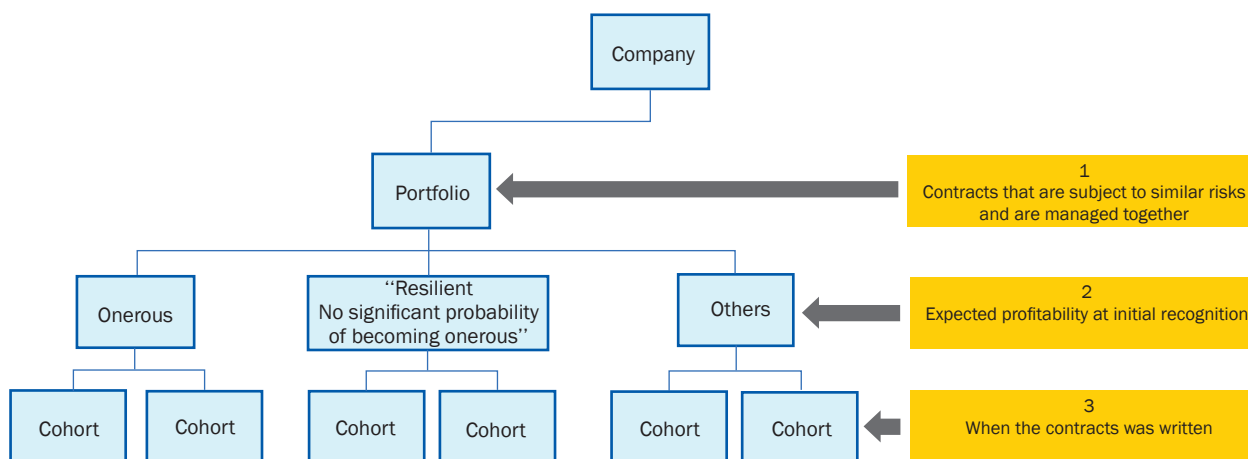 Company
Portfolio
1
Contracts that are subject to similar risks
and are managed together
Onerous
‘‘Resilient
No significant probability
of becoming onerous’’
Others
2
Expected profitability at initial recognition
Cohort
Cohort
Cohort
Cohort
Cohort
Cohort
3
When the contracts was written